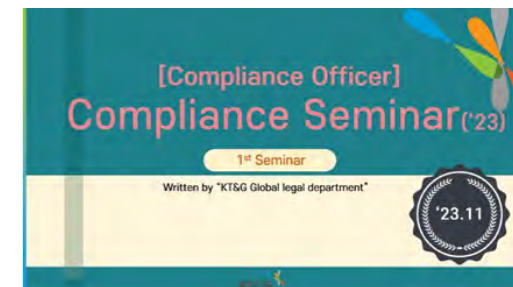 [Compliance Officer]
Compliance Seminar('23)
1st Seminar
Written by "KT&G Global legal department"
'23.11